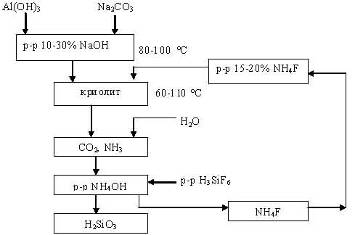 Al(OH)3 Na2CO3
р-р 10-30% NaOH 80-100 °C
р-р 15-20% NH4F
криолит 60-110 °C
H2O
CO2, NH3
р-р NH4OH р-р H3SiF6
NH4F
H2SiO3